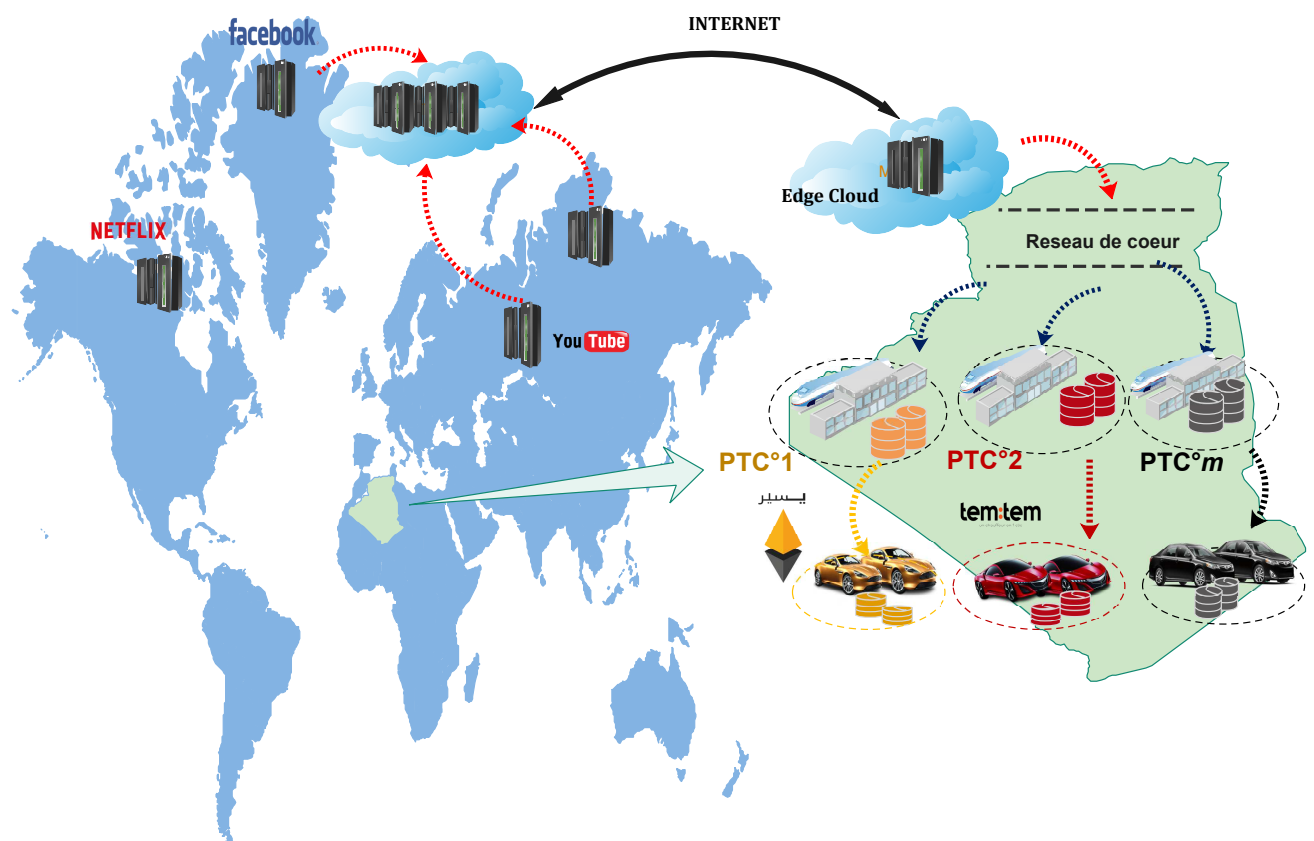 facebook
INTERNET
Edge Cloud
NETFLIX
Reseau de coeur
YouTube
PTC°1
PTC°2
PTC°m
يسير
tem:tem